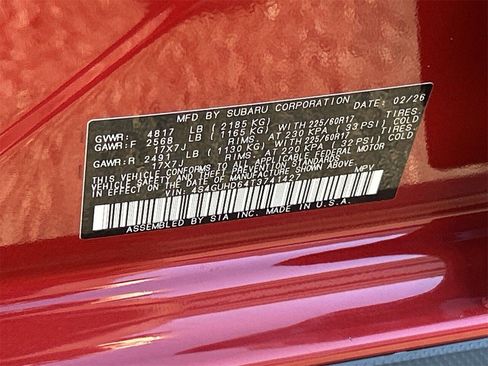 MFD BY SUBARU CORPORATION DATE: 02/26
GVWR: 4817 LB (2185 KG)
GAWR:F 2568 LB (1165 KG) WITH 225/60R17 TIRES
17X7J RIMS, AT 230 KPA (33 PSI) COLD
GAWR:R 2491 LB (1130 KG) WITH 225/60R17 TIRES
17X7J RIMS, AT 220 KPA (32 PSI) COLD
THIS VEHICLE CONFORMS TO ALL APPLICABLE FEDERAL MOTOR
VEHICLE SAFETY, BUMPER, AND THEFT PREVENTION STANDARDS
IN EFFECT ON THE DATE OF MANUFACTURE SHOWN ABOVE.
VIN: 4S4GUHD64T3741427 MPV
ASSEMBLED BY SIA INC. MADE IN U.S.A.